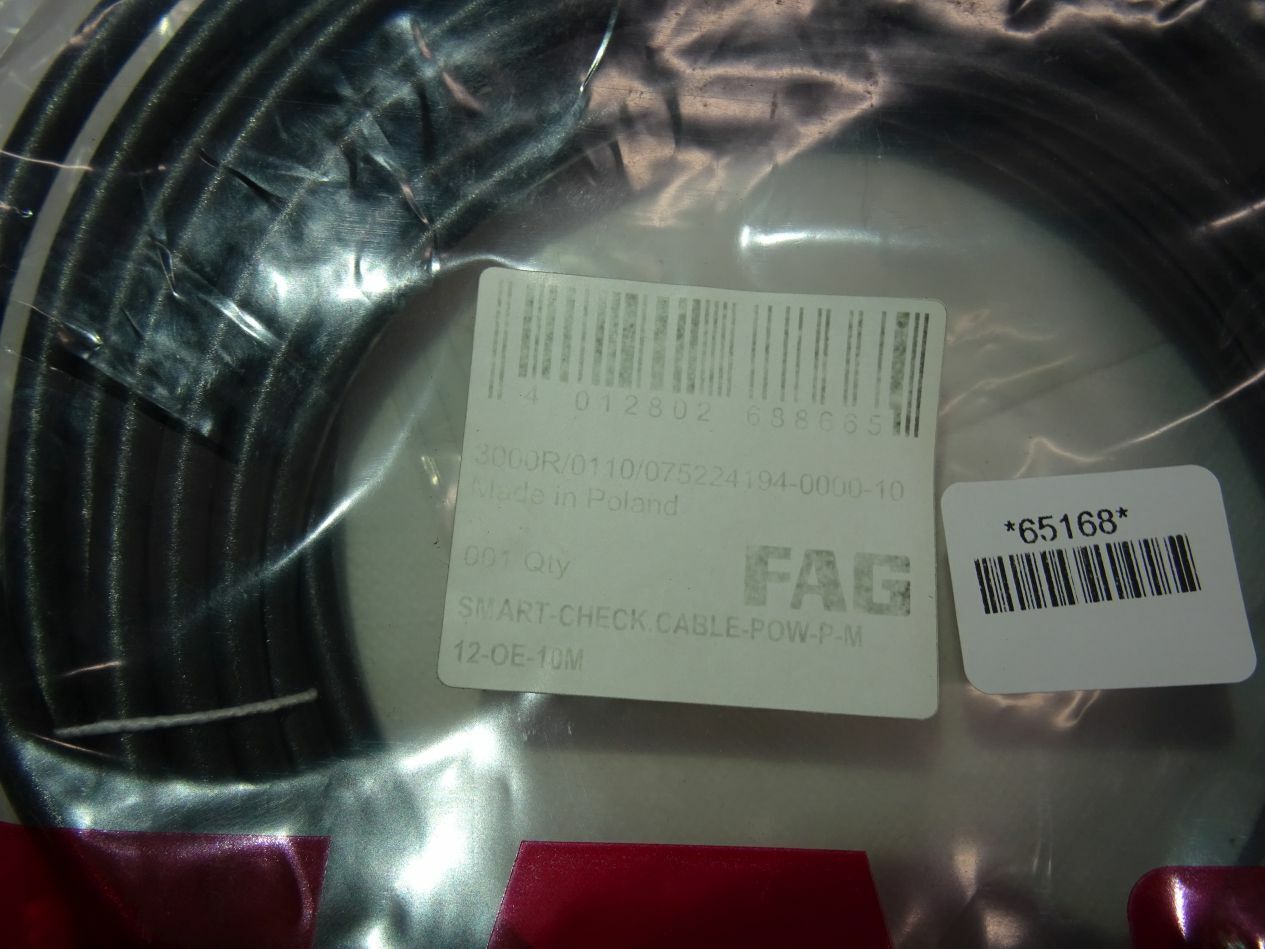 4 012802 688665
3000R/0110/075224194-0000-10
Made in Poland
001 Qty
FAG
SMART-CHECK.CABLE-POW-P-M
12-OE-10M
*65168*